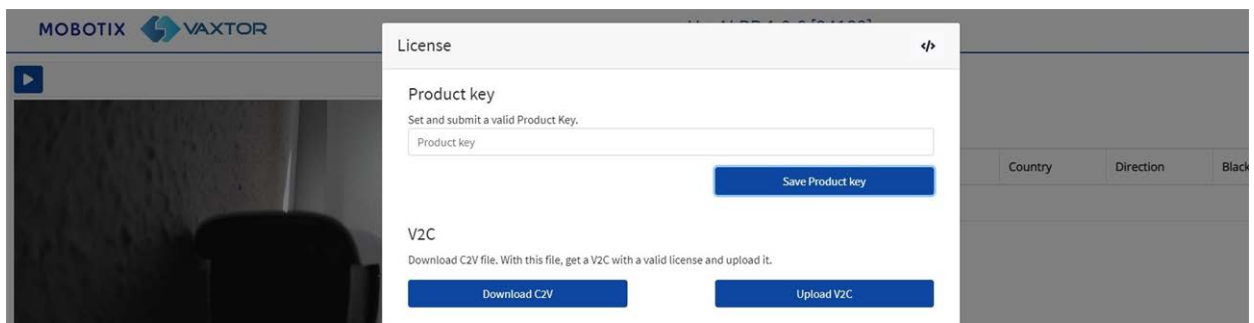 MOBOTIX VAXTOR
License
</>
Product key
Set and submit a valid Product Key.
Product key
Save Product key
Country Direction Black
V2C
Download C2V file. With this file, get a V2C with a valid license and upload it.
Download C2V Upload V2C